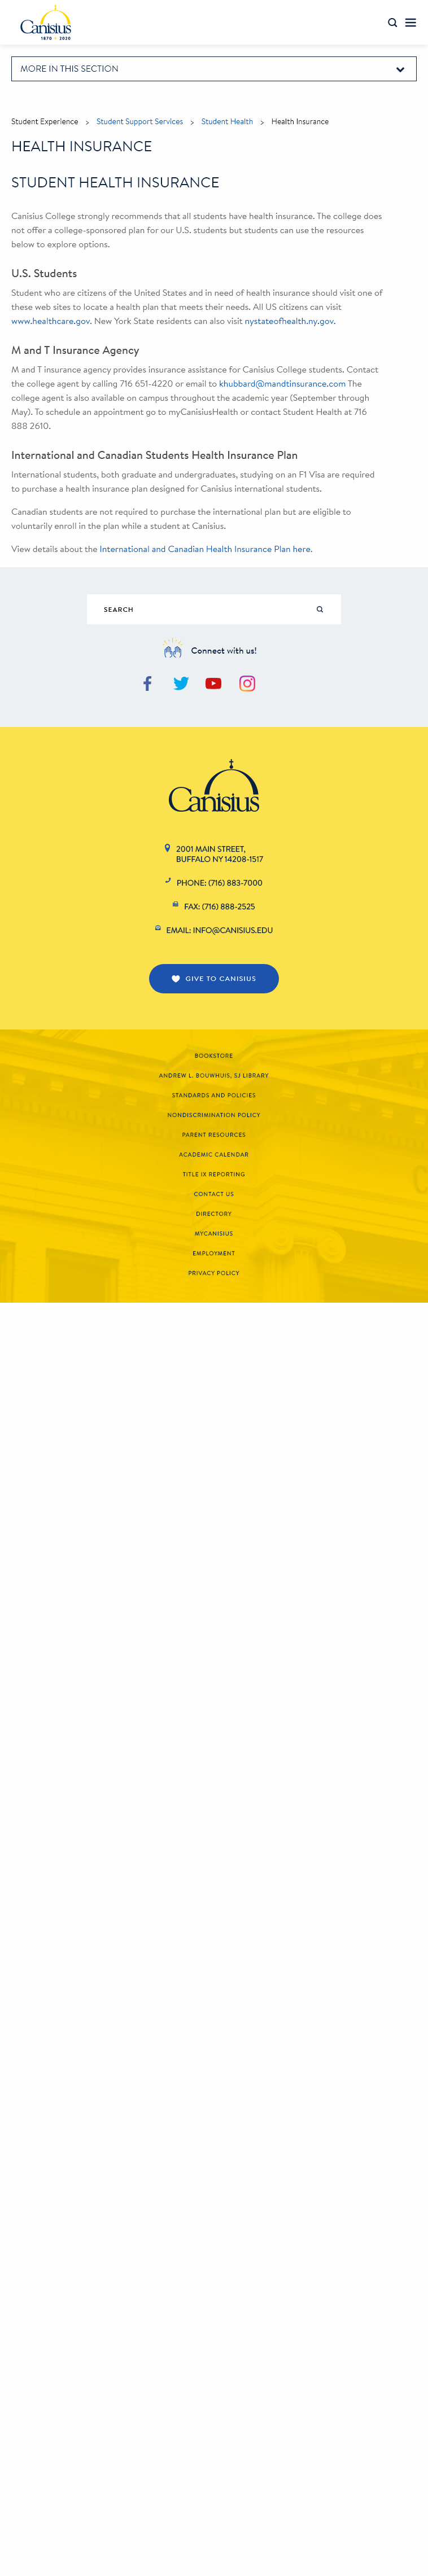 Canisius
1870 2020
MORE IN THIS SECTION
Student Experience > Student Support Services > Student Health > Health Insurance
HEALTH INSURANCE
STUDENT HEALTH INSURANCE
Canisius College strongly recommends that all students have health insurance. The college does
not offer a college-sponsored plan for our U.S. students but students can use the resources
below to explore options.
U.S. Students
Student who are citizens of the United States and in need of health insurance should visit one of
these web sites to locate a health plan that meets their needs. All US citizens can visit
www.healthcare.gov. New York State residents can also visit nystateofhealth.ny.gov.
M and T Insurance Agency
M and T insurance agency provides insurance assistance for Canisius College students. Contact
the college agent by calling 716 651-4220 or email to khubbard@mandtinsurance.com The
college agent is also available on campus throughout the academic year (September through
May). To schedule an appointment go to myCanisiusHealth or contact Student Health at 716
888 2610.
International and Canadian Students Health Insurance Plan
International students, both graduate and undergraduates, studying on an F1 Visa are required
to purchase a health insurance plan designed for Canisius international students.
Canadian students are not required to purchase the international plan but are eligible to
voluntarily enroll in the plan while a student at Canisius.
View details about the International and Canadian Health Insurance Plan here.
SEARCH
Connect with us!
Canisius
2001 MAIN STREET,
BUFFALO NY 14208-1517
PHONE: (716) 883-7000
FAX: (716) 888-2525
EMAIL: INFO@CANISIUS.EDU
GIVE TO CANISIUS
BOOKSTORE
ANDREW L. BOUWHUIS, SJ LIBRARY
STANDARDS AND POLICIES
NONDISCRIMINATION POLICY
PARENT RESOURCES
ACADEMIC CALENDAR
TITLE IX REPORTING
CONTACT US
DIRECTORY
MYCANISIUS
EMPLOYMENT
PRIVACY POLICY